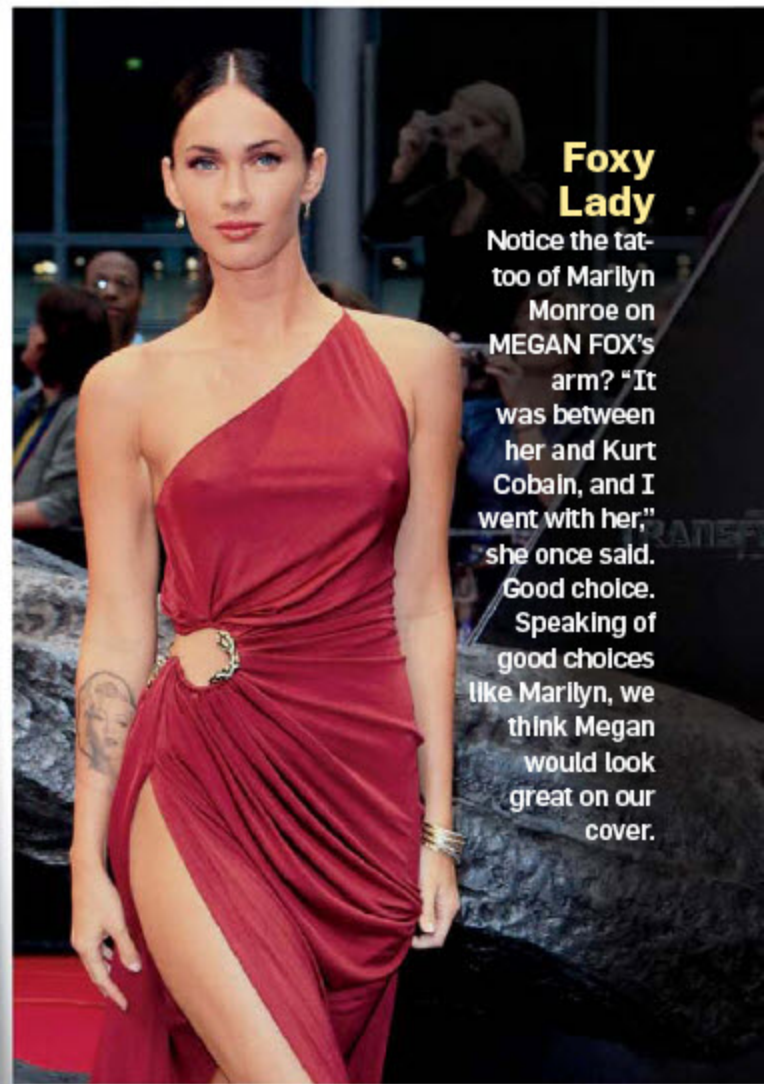 Foxy
Lady
Notice the tat-
too of Marilyn
Monroe on
MEGAN FOX's
arm? “It
was between
her and Kurt
Cobain, and I
went with her,”
she once said.
Good choice.
Speaking of
good choices
like Marilyn, we
think Megan
would look
great on our
cover.
TRANSF